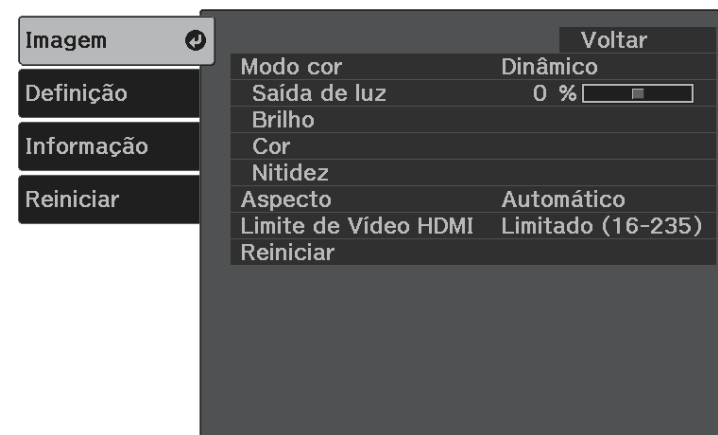 Imagem
Definição
Informação
Reiniciar
Voltar
Modo cor Dinâmico
Saída de luz 0 %
Brilho
Cor
Nitidez
Aspecto Automático
Limite de Vídeo HDMI Limitado (16-235)
Reiniciar